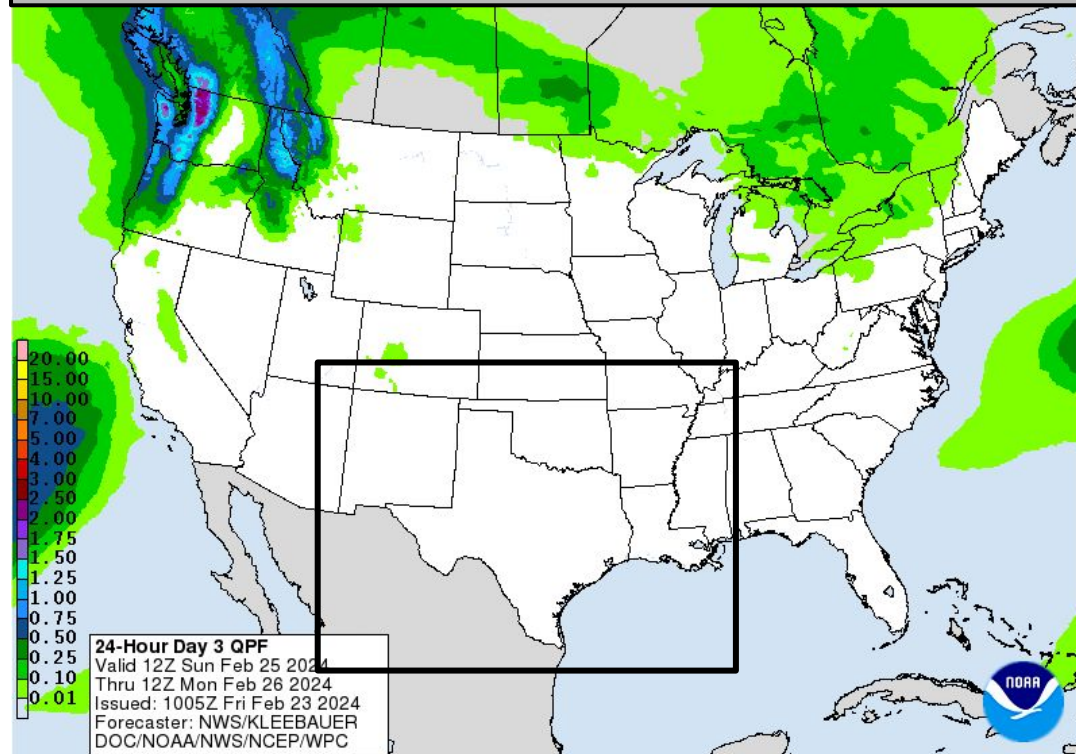 20.00
15.00
10.00
7.00
5.00
4.00
3.00
2.50
2.00
1.75
1.50
1.25
1.00
0.75
0.50
0.25
0.10
0.01
24-Hour Day 3 QPF
Valid 12Z Sun Feb 25 2024
Thru 12Z Mon Feb 26 2024
Issued: 1005Z Fri Feb 23 2024
Forecaster: NWS/KLEEBAUER
DOC/NOAA/NWS/NCEP/WPC
NOAA